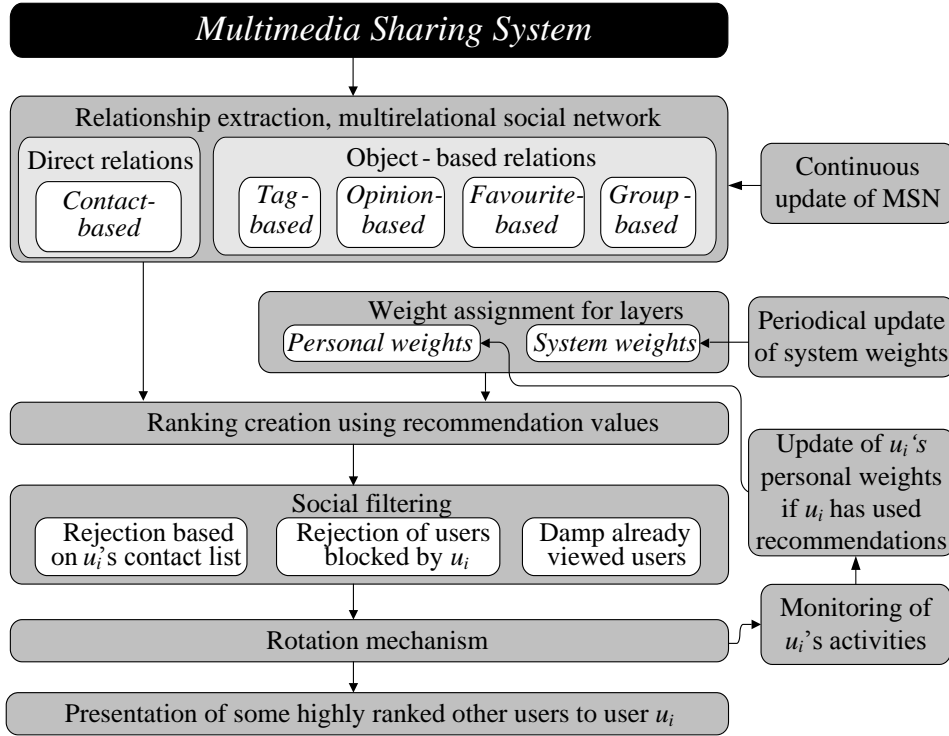 Multimedia Sharing System
Relationship extraction, multirelational social network
Direct relations
Contact-
based
Object - based relations
Tag -
based
Opinion-
based
Favourite-
based
Group -
based
Continuous
update of MSN
Weight assignment for layers
Personal weights
System weights
Periodical update
of system weights
Ranking creation using recommendation values
Update of uᵢ‘s
personal weights
if uᵢ has used
recommendations
Social filtering
Rejection based
on uᵢ's contact list
Rejection of users
blocked by uᵢ
Damp already
viewed users
Rotation mechanism
Monitoring of
uᵢ’s activities
Presentation of some highly ranked other users to user uᵢ